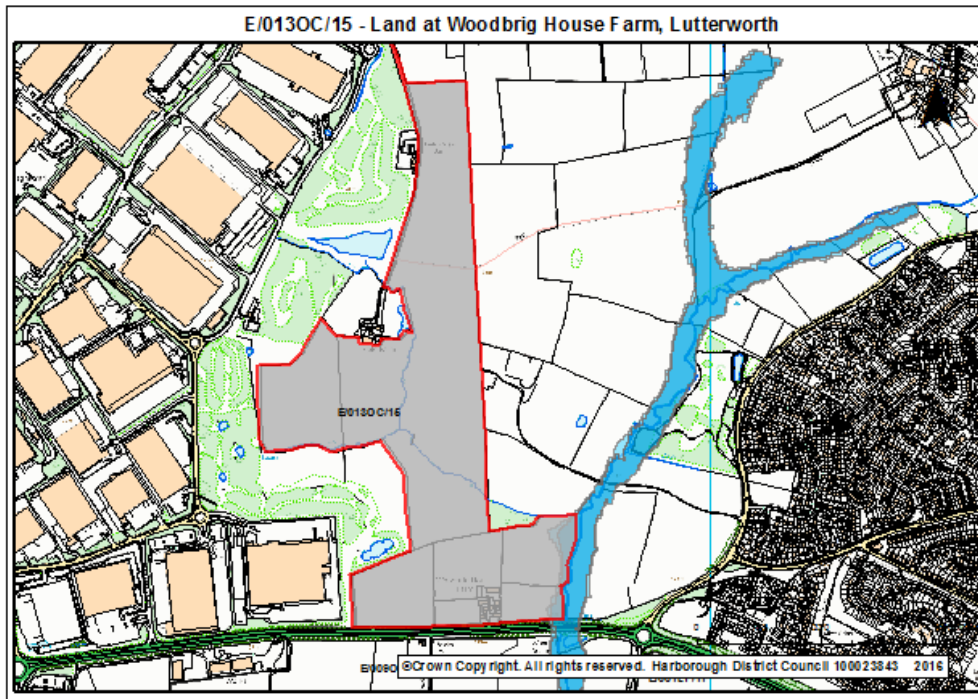 E/013OC/15 - Land at Woodbrig House Farm, Lutterworth
E/013OC/15
©Crown Copyright. All rights reserved. Harborough District Council 100023843 2016